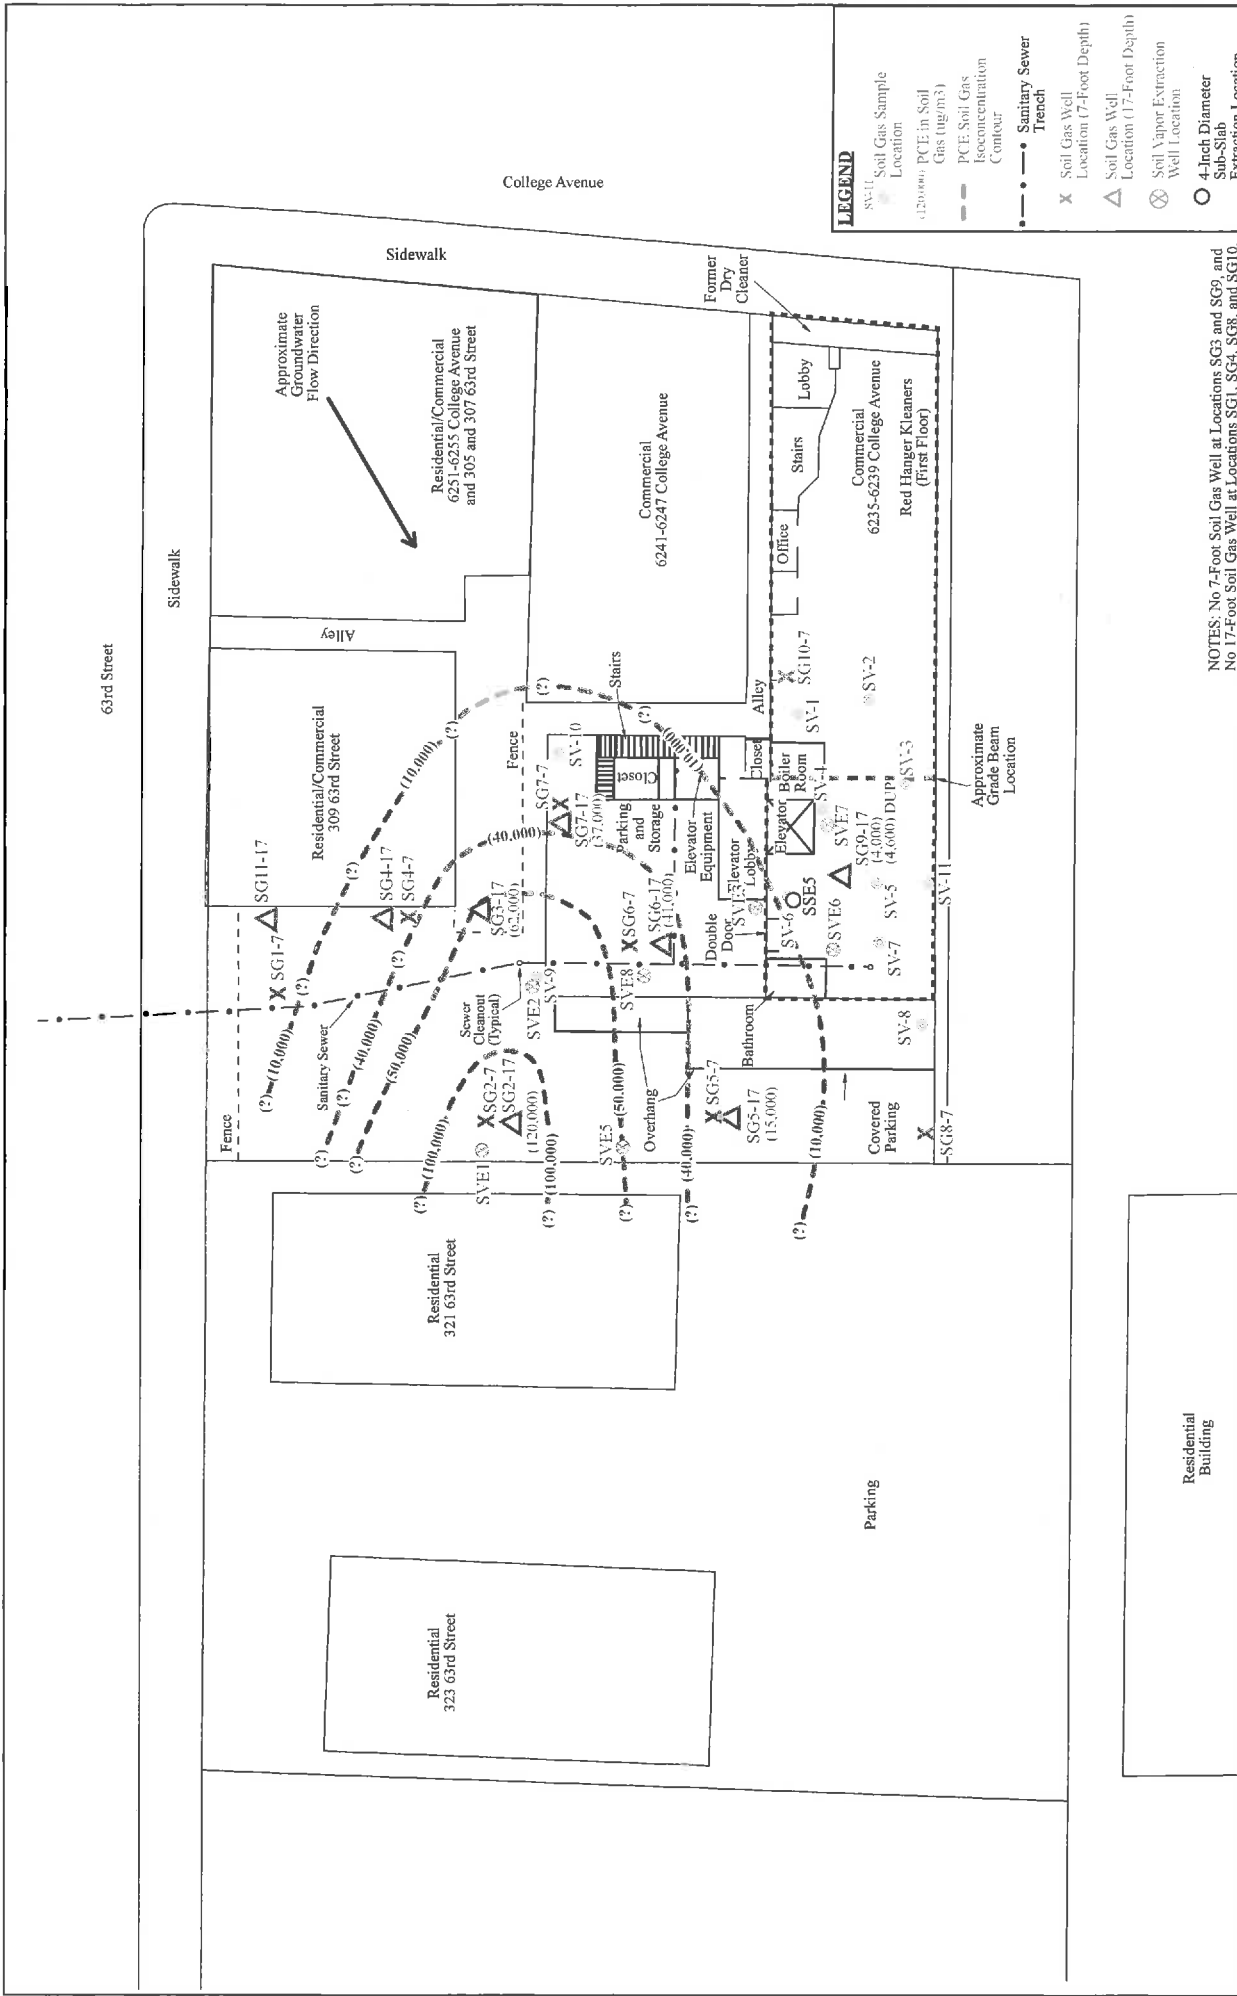 63rd Street
College Avenue
Sidewalk
Sidewalk
Approximate
Groundwater
Flow Direction
Residential/Commercial
6251-6255 College Avenue
and 305 and 307 63rd Street
Alley
Residential/Commercial
309 63rd Street
Commercial
6241-6247 College Avenue
Former
Dry
Cleaner
Lobby
Stairs
Office
Commercial
6235-6239 College Avenue
Red Hanger Kleaners
(First Floor)
Stairs
Alley
Closet
Closet
Fence
Fence
SG11-17
SG1-7
SG4-17
SG4-7
SG3-17
(62,000)
SG7-7
SG7-17
(37,000)
SV-10
Parking
and
Storage
Elevator
Equipment
Elevator
Lobby
Elevator
Boiler
Room
SG10-7
SV-1
SV-2
SV-3
SV-4
SVE7
SG9-17
(4,000)
(4,600) DUP
SV-5
SV-11
SSE5
SVE6
SV-6
SV-7
SV-8
SVE3
Double
Door
SG6-7
SG6-17
(41,000)
SVE8
SV-9
SVE2
Sewer
Cleanout
(Typical)
Sanitary Sewer
SG2-7
SG2-17
(120,000)
SVE1
SVE5
Overhang
Bathroom
SG5-7
SG5-17
(15,000)
Covered
Parking
SG8-7
Approximate
Grade Beam
Location
(?)
(10,000)
(?)
(?)
(10,000)
(?)
(?)
(?)
(10,000)
(10,000)
(?)
(?)
(40,000)
(?)
(40,000)
(40,000)
(?)
(?)
(50,000)
(50,000)
(?)
(?)
(100,000)
(100,000)
(?)
Residential
321 63rd Street
Residential
323 63rd Street
Parking
Residential
Building
LEGEND
SV-11
Soil Gas Sample
Location
(120,000)
PCE in Soil
Gas (ug/m3)
PCE Soil Gas
Isoconcentration
Contour
Sanitary Sewer
Trench
Soil Gas Well
Location (7-Foot Depth)
Soil Gas Well
Location (17-Foot Depth)
Soil Vapor Extraction
Well Location
4-Inch Diameter
Sub-Slab
Extraction Location
NOTES: No 7-Foot Soil Gas Well at Locations SG3 and SG9, and
No 17-Foot Soil Gas Well at Locations SG1, SG4, SG8, and SG10.